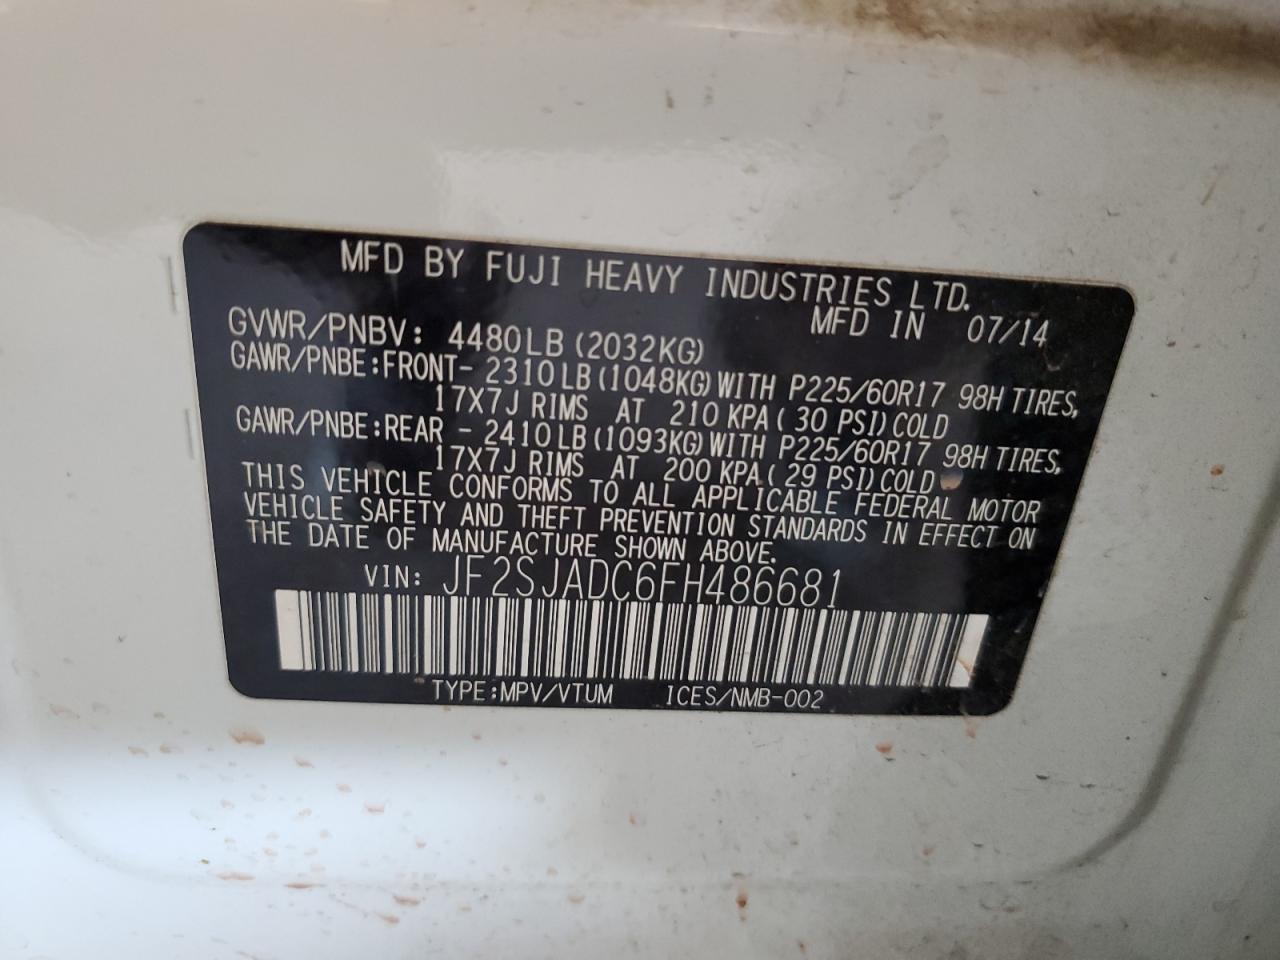 MFD BY FUJI HEAVY INDUSTRIES LTD.
MFD IN 07/14
GVWR/PNBV: 4480LB (2032KG)
GAWR/PNBE:FRONT- 2310LB(1048KG)WITH P225/60R17 98H TIRES,
17X7J RIMS AT 210 KPA( 30 PSI)COLD
GAWR/PNBE:REAR - 2410LB(1093KG)WITH P225/60R17 98H TIRES,
17X7J RIMS AT 200 KPA( 29 PSI)COLD
THIS VEHICLE CONFORMS TO ALL APPLICABLE FEDERAL MOTOR
VEHICLE SAFETY AND THEFT PREVENTION STANDARDS IN EFFECT ON
THE DATE OF MANUFACTURE SHOWN ABOVE.
VIN: JF2SJADC6FH486681
TYPE:MPV/VTUM ICES/NMB-002